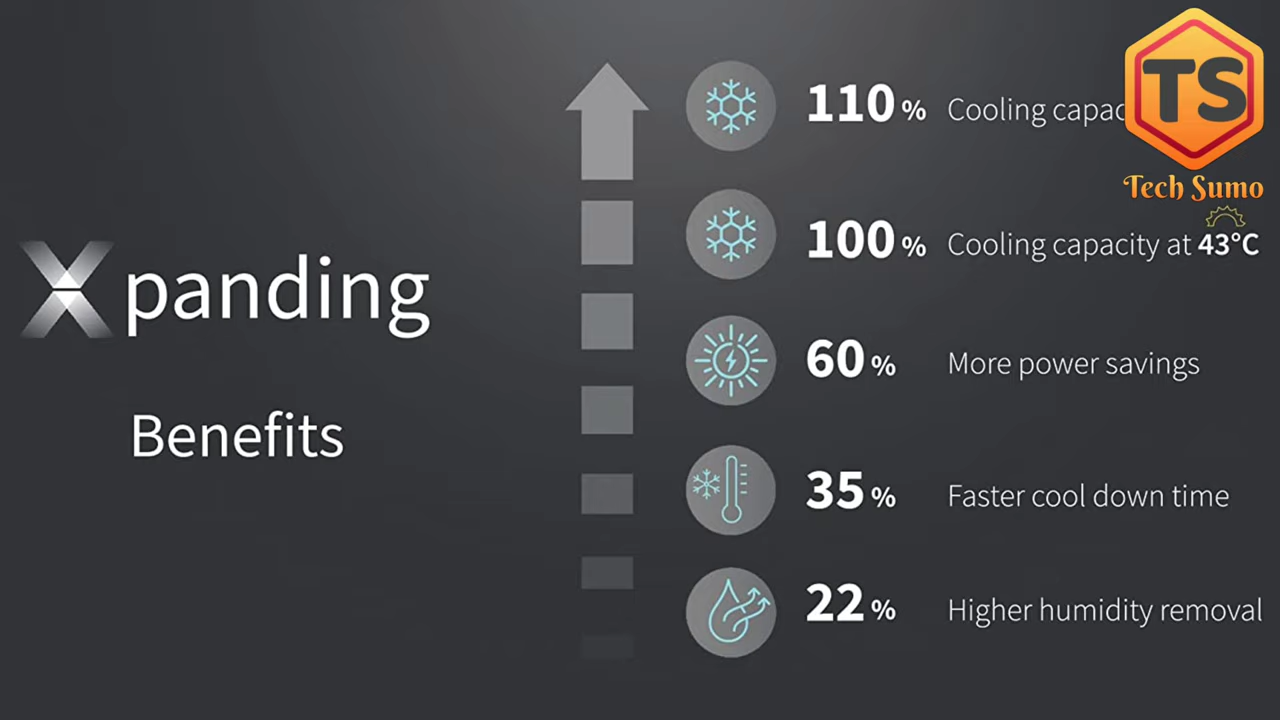 110 % Cooling
TS
Tech Sumo
100 % Cooling capacity at 43°C
Xpanding
Benefits
60 % More power savings
35 % Faster cool down time
22 % Higher humidity removal